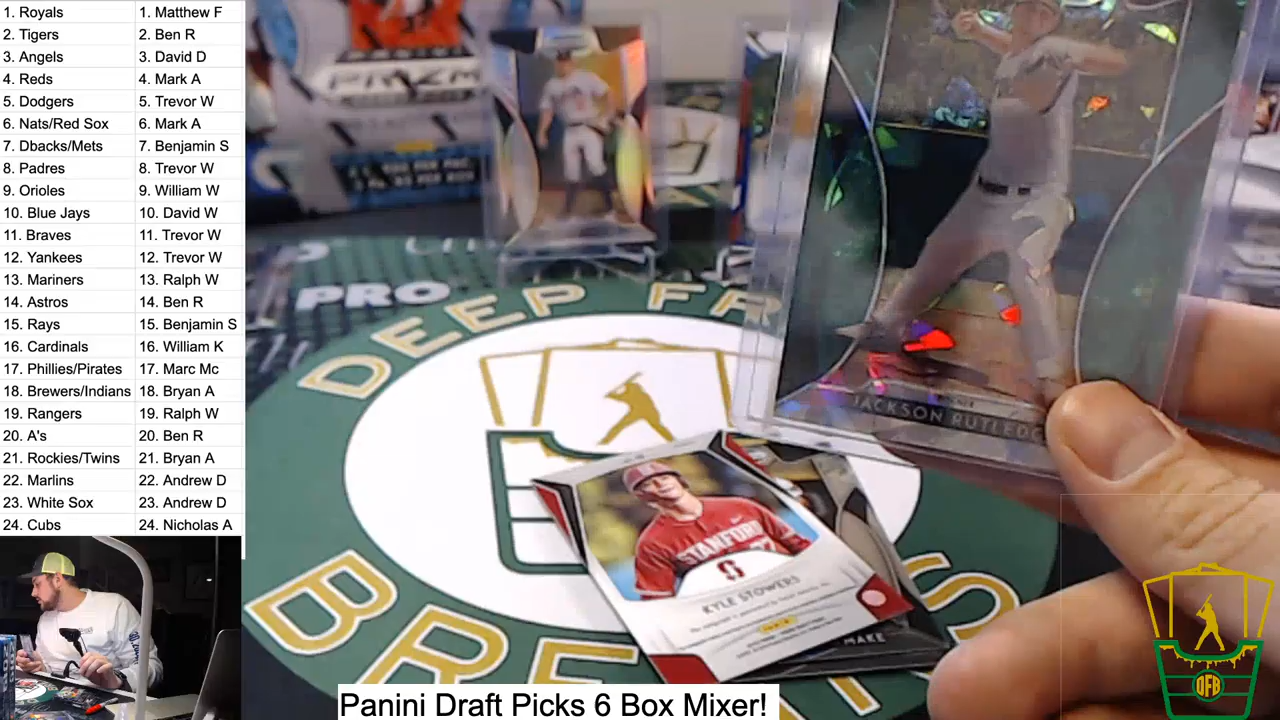 1. Royals 1. Matthew F
2. Tigers 2. Ben R
3. Angels 3. David D
4. Reds 4. Mark A
5. Dodgers 5. Trevor W
6. Nats/Red Sox 6. Mark A
7. Dbacks/Mets 7. Benjamin S
8. Padres 8. Trevor W
9. Orioles 9. William W
10. Blue Jays 10. David W
11. Braves 11. Trevor W
12. Yankees 12. Trevor W
13. Mariners 13. Ralph W
14. Astros 14. Ben R
15. Rays 15. Benjamin S
16. Cardinals 16. William K
17. Phillies/Pirates 17. Marc Mc
18. Brewers/Indians 18. Bryan A
19. Rangers 19. Ralph W
20. A's 20. Ben R
21. Rockies/Twins 21. Bryan A
22. Marlins 22. Andrew D
23. White Sox 23. Andrew D
24. Cubs 24. Nicholas A
PRIZM
PRO
DEEP FR
JACKSON RUTLEDG
STANFORD
S
KYLE STOWERS
MAKE
BRE
S
Panini Draft Picks 6 Box Mixer!
DFB